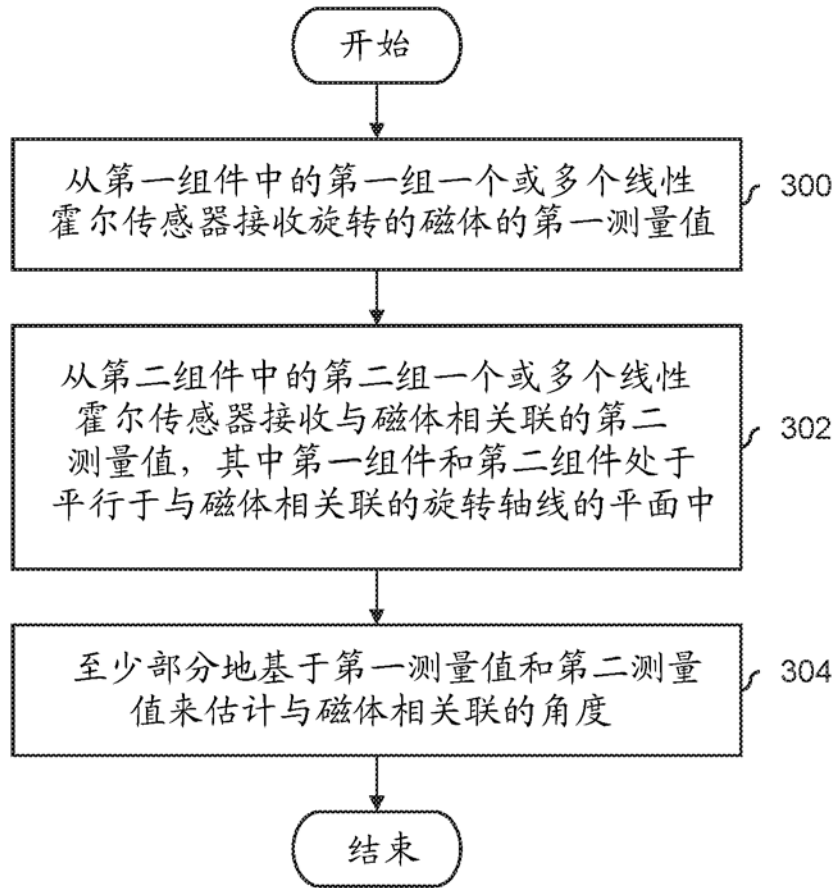 开始
从第一组件中的第一组一个或多个线性
霍尔传感器接收旋转的磁体的第一测量值
300
从第二组件中的第二组一个或多个线性
霍尔传感器接收与磁体相关联的第二
测量值，其中第一组件和第二组件处于
平行于与磁体相关联的旋转轴线的平面中
302
至少部分地基于第一测量值和第二测量
值来估计与磁体相关联的角度
304
结束